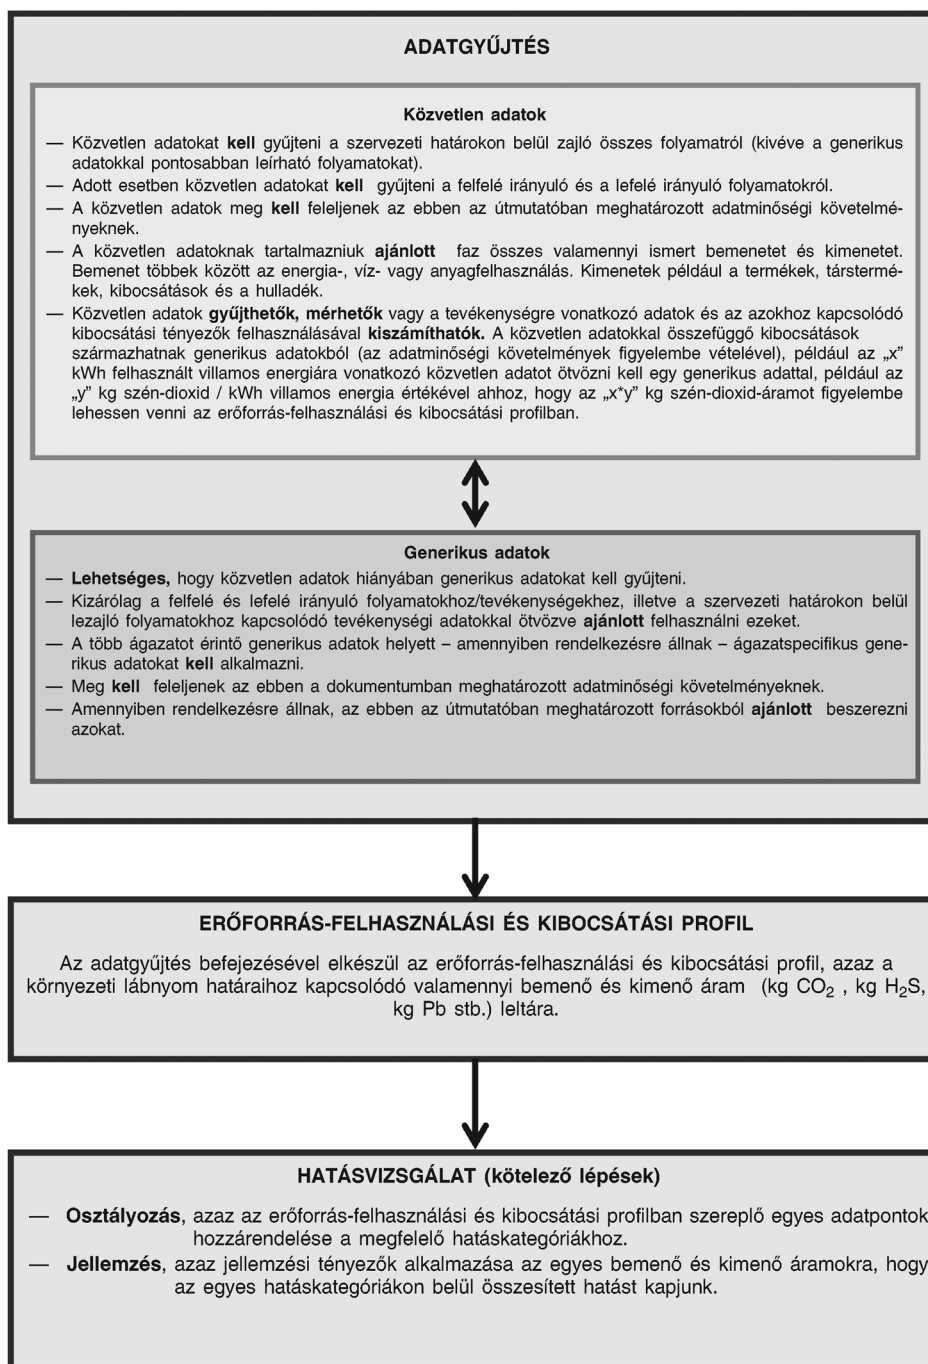 ADATGYŰJTÉS
Közvetlen adatok
— Közvetlen adatokat kell gyűjteni a szervezeti határokon belül zajló összes folyamatról (kivéve a generikus
adatokkal pontosabban leírható folyamatokat).
— Adott esetben közvetlen adatokat kell gyűjteni a felfelé irányuló és a lefelé irányuló folyamatokról.
— A közvetlen adatok meg kell feleljenek az ebben az útmutatóban meghatározott adatminőségi követelmé-
nyeknek.
— A közvetlen adatoknak tartalmazniuk ajánlott faz összes valamennyi ismert bemenetet és kimenetet.
Bemenet többek között az energia-, víz- vagy anyagfelhasználás. Kimenetek például a termékek, társtermé-
kek, kibocsátások és a hulladék.
— Közvetlen adatok gyűjthetők, mérhetők vagy a tevékenységre vonatkozó adatok és az azokhoz kapcsolódó
kibocsátási tényezők felhasználásával kiszámíthatók. A közvetlen adatokkal összefüggő kibocsátások
származhatnak generikus adatokból (az adatminőségi követelmények figyelembe vételével), például az „x”
kWh felhasznált villamos energiára vonatkozó közvetlen adatot ötvözni kell egy generikus adattal, például az
„y” kg szén-dioxid / kWh villamos energia értékével ahhoz, hogy az „x*y” kg szén-dioxid-áramot figyelembe
lehessen venni az erőforrás-felhasználási és kibocsátási profilban.
Generikus adatok
— Lehetséges, hogy közvetlen adatok hiányában generikus adatokat kell gyűjteni.
— Kizárólag a felfelé és lefelé irányuló folyamatokhoz/tevékenységekhez, illetve a szervezeti határokon belül
lezajló folyamatokhoz kapcsolódó tevékenységi adatokkal ötvözve ajánlott felhasználni ezeket.
— A több ágazatot érintő generikus adatok helyett – amennyiben rendelkezésre állnak – ágazatspecifikus gene-
rikus adatokat kell alkalmazni.
— Meg kell feleljenek az ebben a dokumentumban meghatározott adatminőségi követelményeknek.
— Amennyiben rendelkezésre állnak, az ebben az útmutatóban meghatározott forrásokból ajánlott beszerezni
azokat.
ERŐFORRÁS-FELHASZNÁLÁSI ÉS KIBOCSÁTÁSI PROFIL
Az adatgyűjtés befejezésével elkészül az erőforrás-felhasználási és kibocsátási profil, azaz a
környezeti lábnyom határaihoz kapcsolódó valamennyi bemenő és kimenő áram (kg CO₂ , kg H₂S,
kg Pb stb.) leltára.
HATÁSVIZSGÁLAT (kötelező lépések)
— Osztályozás, azaz az erőforrás-felhasználási és kibocsátási profilban szereplő egyes adatpontok
hozzárendelése a megfelelő hatáskategóriákhoz.
— Jellemzés, azaz jellemzési tényezők alkalmazása az egyes bemenő és kimenő áramokra, hogy
az egyes hatáskategóriákon belül összesített hatást kapjunk.